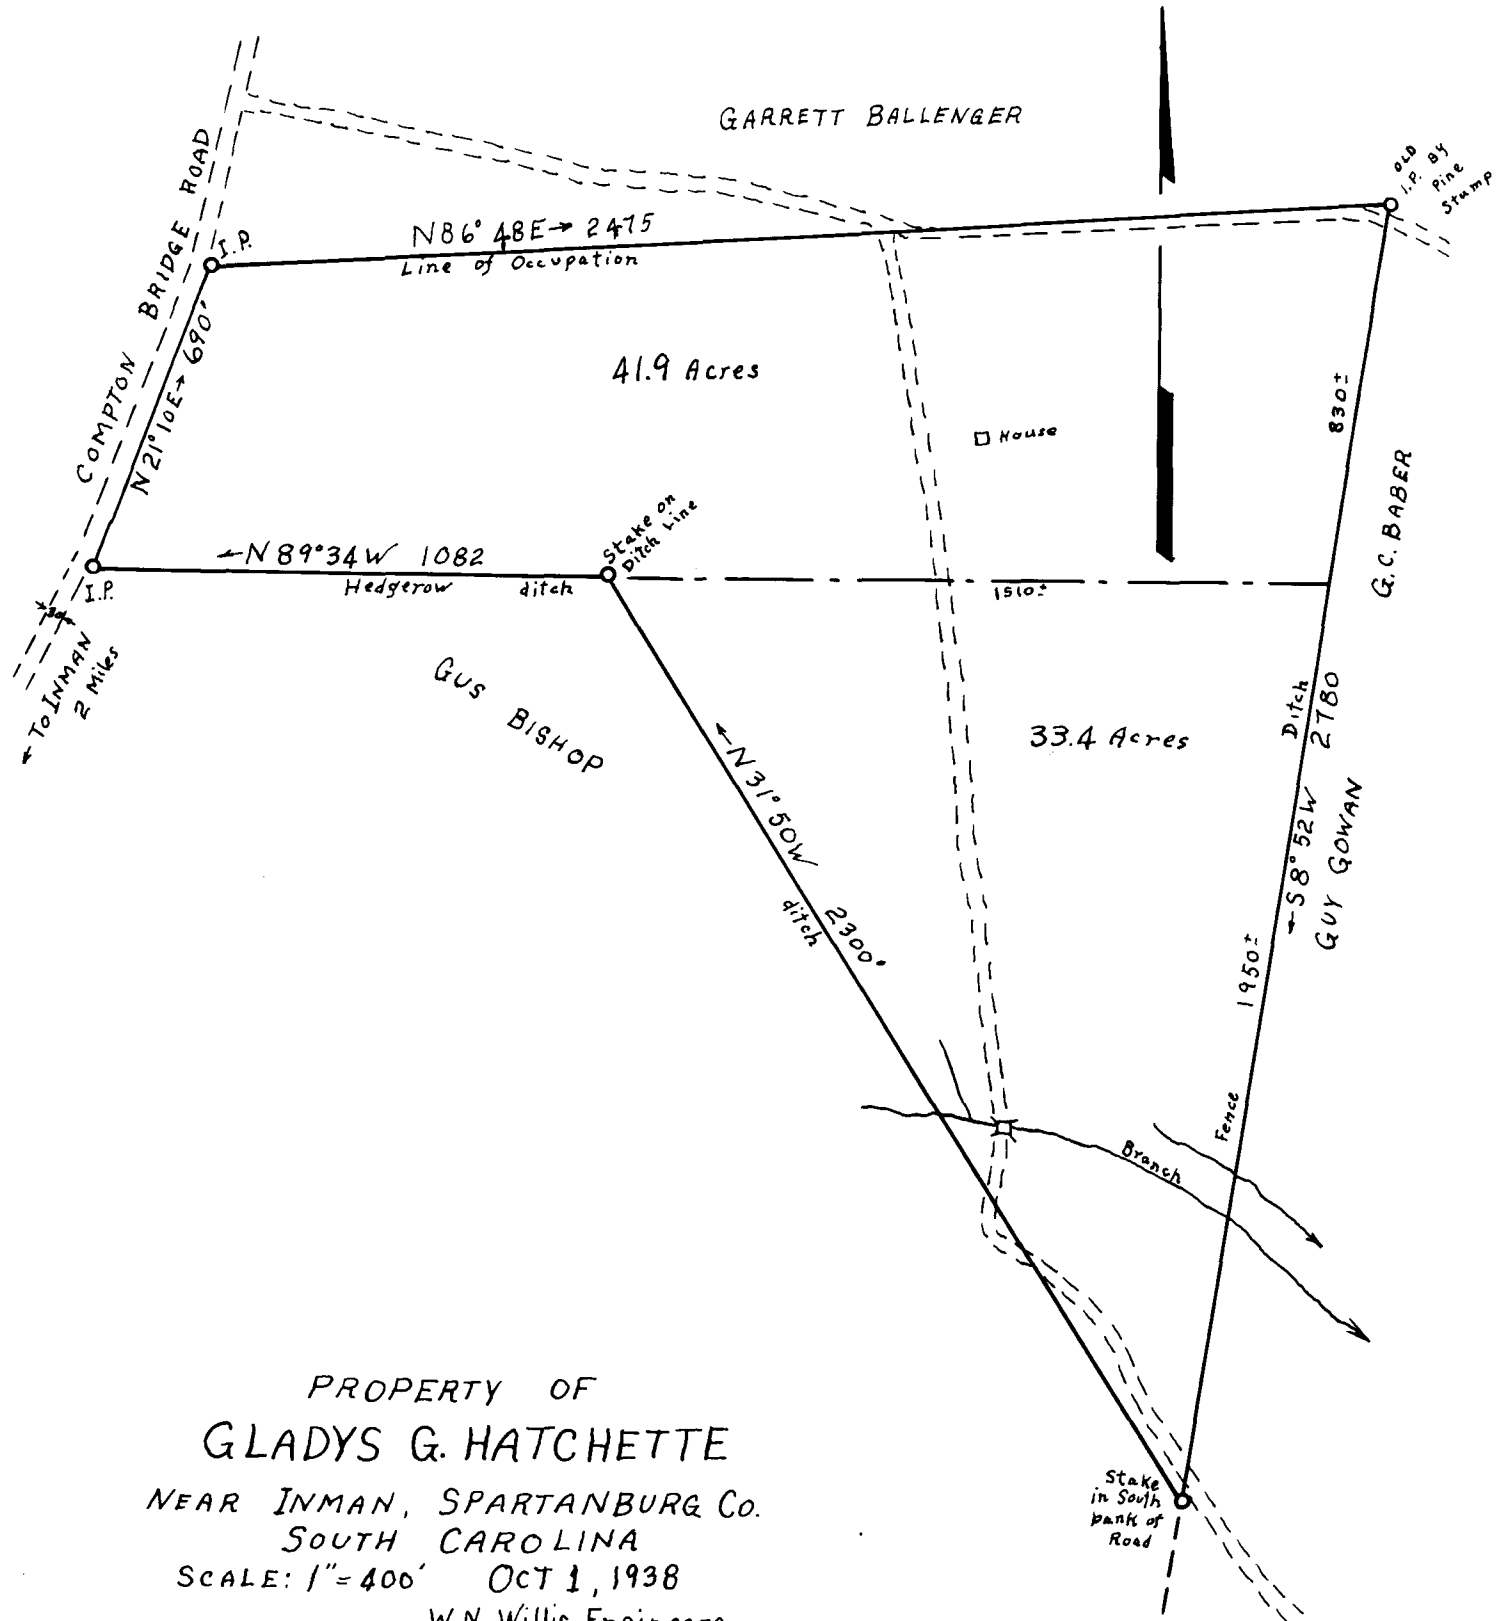 GARRETT BALLENGER
OLD
I.P. By
Pine
Stump
COMPTON BRIDGE ROAD
I.P.
N86°48E→ 2475
Line of Occupation
N21°10E→ 690'
41.9 Acres
House
830±
G.C. BABER
Stake on
Ditch Line
←N89°34W 1082
Hedgerow ditch
1510±
I.P.
30
←To INMAN
2 Miles
GUS BISHOP
←N31°50W 2300'
ditch
33.4 Acres
Ditch
←S8°52W 2780
GUY GOWAN
1950±
Fence
Branch
Stake
in South
bank of
Road
PROPERTY OF
GLADYS G. HATCHETTE
NEAR INMAN, SPARTANBURG Co.
SOUTH CAROLINA
SCALE: 1"=400' OCT 1, 1938
W.N. Willis Engineers